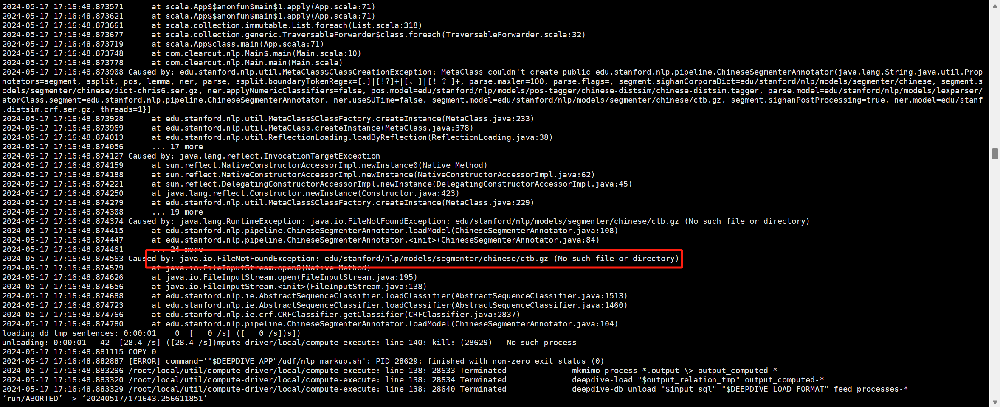 2024-05-17 17:16:48.873571      at scala.App$$anonfun$main$1.apply(App.scala:71)
2024-05-17 17:16:48.873621      at scala.App$$anonfun$main$1.apply(App.scala:71)
2024-05-17 17:16:48.873661      at scala.collection.immutable.List.foreach(List.scala:318)
2024-05-17 17:16:48.873677      at scala.collection.generic.TraversableForwarder$class.foreach(TraversableForwarder.scala:32)
2024-05-17 17:16:48.873719      at scala.App$class.main(App.scala:71)
2024-05-17 17:16:48.873748      at com.clearcut.nlp.Main$.main(Main.scala:10)
2024-05-17 17:16:48.873778      at com.clearcut.nlp.Main.main(Main.scala)
2024-05-17 17:16:48.873908 Caused by: edu.stanford.nlp.util.MetaClass$ClassCreationException: MetaClass couldn't create public edu.stanford.nlp.pipeline.ChineseSegmenterAnnotator(java.lang.String,java.util.Prop
notators=segment, ssplit, pos, lemma, ner, parse, ssplit.boundaryTokenRegex=[.]|[!?]+|[。]|[！？]+, parse.maxlen=100, parse.flags=, segment.sighanCorporaDict=edu/stanford/nlp/models/segmenter/chinese, segment.s
odels/segmenter/chinese/dict-chris6.ser.gz, ner.applyNumericClassifiers=false, pos.model=edu/stanford/nlp/models/pos-tagger/chinese-distsim/chinese-distsim.tagger, parse.model=edu/stanford/nlp/models/lexparser/
atorClass.segment=edu.stanford.nlp.pipeline.ChineseSegmenterAnnotator, ner.useSUTime=false, segment.model=edu/stanford/nlp/models/segmenter/chinese/ctb.gz, segment.sighanPostProcessing=true, ner.model=edu/stanf
.distsim.crf.ser.gz, threads=1}]
2024-05-17 17:16:48.873928      at edu.stanford.nlp.util.MetaClass$ClassFactory.createInstance(MetaClass.java:233)
2024-05-17 17:16:48.873969      at edu.stanford.nlp.util.MetaClass.createInstance(MetaClass.java:378)
2024-05-17 17:16:48.874013      at edu.stanford.nlp.util.ReflectionLoading.loadByReflection(ReflectionLoading.java:38)
2024-05-17 17:16:48.874056      ... 17 more
2024-05-17 17:16:48.874127 Caused by: java.lang.reflect.InvocationTargetException
2024-05-17 17:16:48.874159      at sun.reflect.NativeConstructorAccessorImpl.newInstance0(Native Method)
2024-05-17 17:16:48.874188      at sun.reflect.NativeConstructorAccessorImpl.newInstance(NativeConstructorAccessorImpl.java:62)
2024-05-17 17:16:48.874221      at sun.reflect.DelegatingConstructorAccessorImpl.newInstance(DelegatingConstructorAccessorImpl.java:45)
2024-05-17 17:16:48.874250      at java.lang.reflect.Constructor.newInstance(Constructor.java:423)
2024-05-17 17:16:48.874279      at edu.stanford.nlp.util.MetaClass$ClassFactory.createInstance(MetaClass.java:229)
2024-05-17 17:16:48.874308      ... 19 more
2024-05-17 17:16:48.874374 Caused by: java.lang.RuntimeException: java.io.FileNotFoundException: edu/stanford/nlp/models/segmenter/chinese/ctb.gz (No such file or directory)
2024-05-17 17:16:48.874415      at edu.stanford.nlp.pipeline.ChineseSegmenterAnnotator.loadModel(ChineseSegmenterAnnotator.java:108)
2024-05-17 17:16:48.874447      at edu.stanford.nlp.pipeline.ChineseSegmenterAnnotator.<init>(ChineseSegmenterAnnotator.java:84)
2024-05-17 17:16:48.874461      ... 24 more
2024-05-17 17:16:48.874563 Caused by: java.io.FileNotFoundException: edu/stanford/nlp/models/segmenter/chinese/ctb.gz (No such file or directory)
2024-05-17 17:16:48.874579      at java.io.FileInputStream.open0(Native Method)
2024-05-17 17:16:48.874626      at java.io.FileInputStream.open(FileInputStream.java:195)
2024-05-17 17:16:48.874656      at java.io.FileInputStream.<init>(FileInputStream.java:138)
2024-05-17 17:16:48.874688      at edu.stanford.nlp.ie.AbstractSequenceClassifier.loadClassifier(AbstractSequenceClassifier.java:1513)
2024-05-17 17:16:48.874723      at edu.stanford.nlp.ie.AbstractSequenceClassifier.loadClassifier(AbstractSequenceClassifier.java:1460)
2024-05-17 17:16:48.874766      at edu.stanford.nlp.ie.crf.CRFClassifier.getClassifier(CRFClassifier.java:2837)
2024-05-17 17:16:48.874780      at edu.stanford.nlp.pipeline.ChineseSegmenterAnnotator.loadModel(ChineseSegmenterAnnotator.java:104)
loading dd_tmp_sentences: 0:00:01    0  [   0 /s] ([   0 /s])s])
unloading: 0:00:01   42  [28.4 /s] ([28.4 /s])mpute-driver/local/compute-execute: line 140: kill: (28629) - No such process
2024-05-17 17:16:48.881115 COPY 0
2024-05-17 17:16:48.882887 [ERROR] command='"$DEEPDIVE_APP"/udf/nlp_markup.sh': PID 28629: finished with non-zero exit status (0)
2024-05-17 17:16:48.883296 /root/local/util/compute-driver/local/compute-execute: line 138: 28633 Terminated              mkmimo process-*.output \> output_computed-*
2024-05-17 17:16:48.883320 /root/local/util/compute-driver/local/compute-execute: line 138: 28634 Terminated              deepdive-load "$output_relation_tmp" output_computed-*
2024-05-17 17:16:48.883329 /root/local/util/compute-driver/local/compute-execute: line 138: 28640 Terminated              deepdive-db unload "$input_sql" "$DEEPDIVE_LOAD_FORMAT" feed_processes-*
‘run/ABORTED’ -> ‘20240517/171643.256611851’